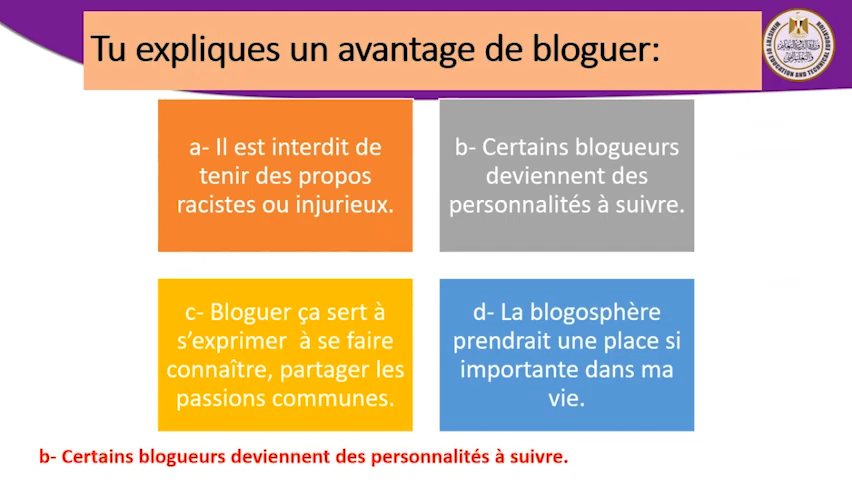 Tu expliques un avantage de bloguer:
a- Il est interdit de
tenir des propos
racistes ou injurieux.
b- Certains blogueurs
deviennent des
personnalités à suivre.
c- Bloguer ça sert à
s’exprimer à se faire
connaître, partager les
passions communes.
d- La blogosphère
prendrait une place si
importante dans ma
vie.
b- Certains blogueurs deviennent des personnalités à suivre.